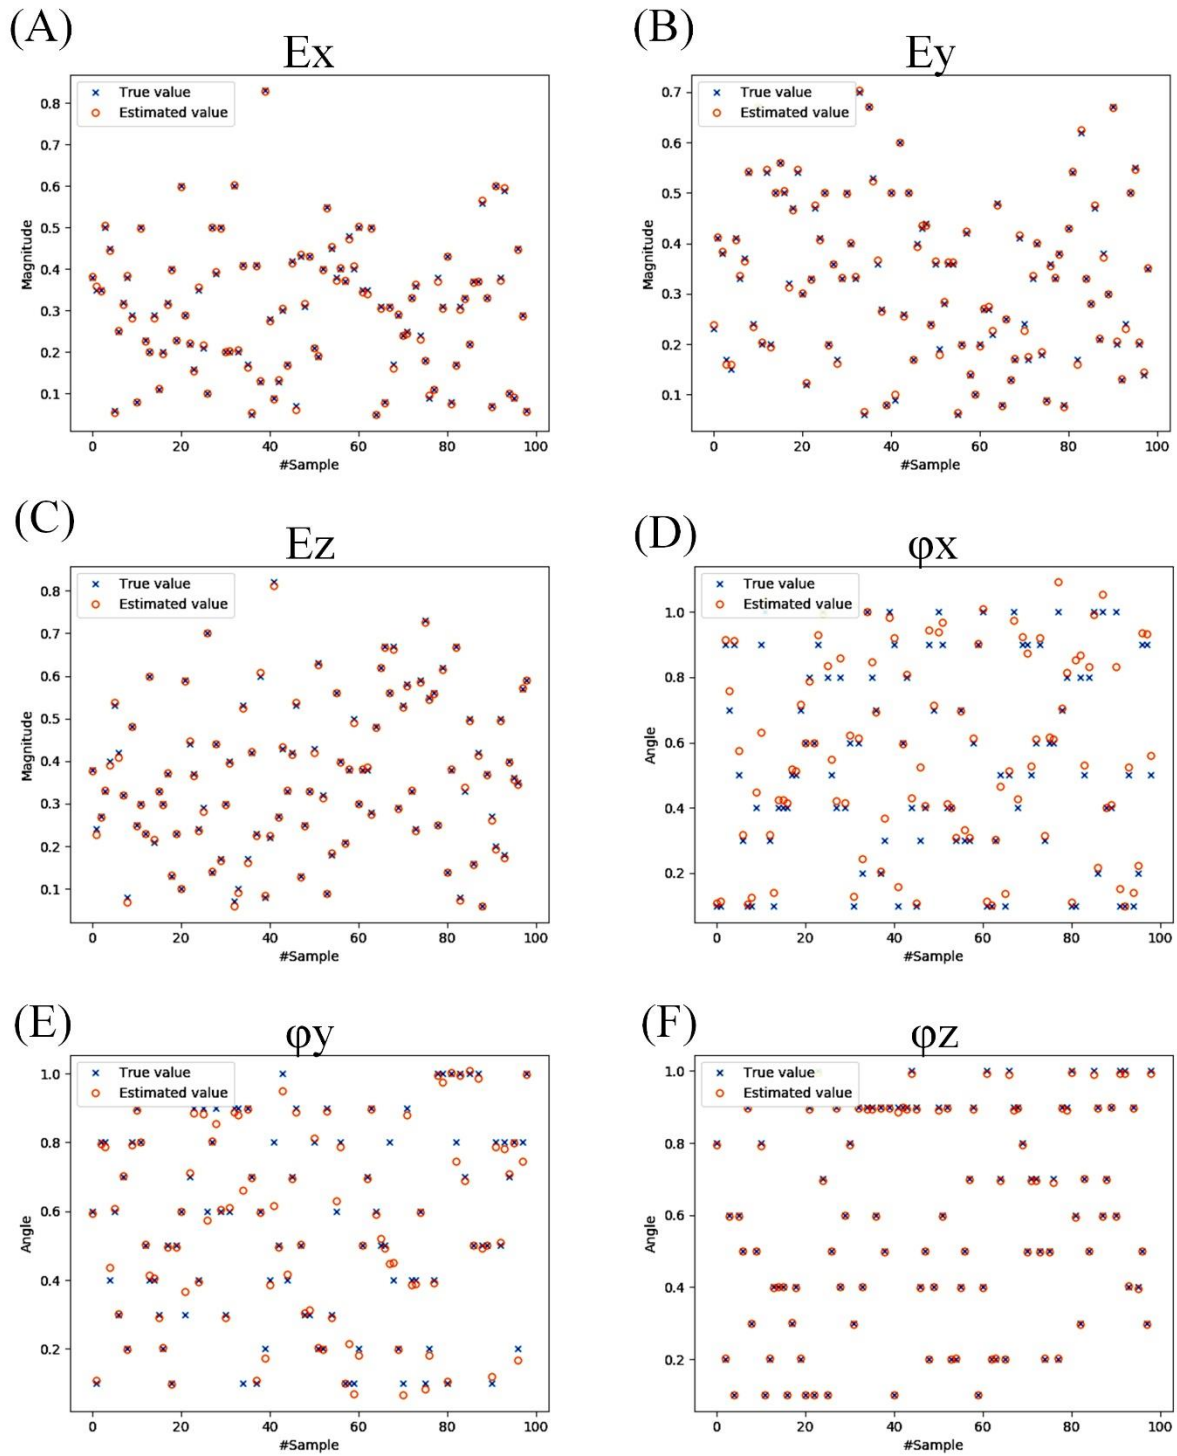 (A)
Ex
× True value
○ Estimated value
Magnitude
0.8
0.7
0.6
0.5
0.4
0.3
0.2
0.1
0 20 40 60 80 100
#Sample
(B)
Ey
× True value
○ Estimated value
Magnitude
0.7
0.6
0.5
0.4
0.3
0.2
0.1
0 20 40 60 80 100
#Sample
(C)
Ez
× True value
○ Estimated value
Magnitude
0.8
0.7
0.6
0.5
0.4
0.3
0.2
0.1
0 20 40 60 80 100
#Sample
(D)
φx
× True value
○ Estimated value
Angle
1.0
0.8
0.6
0.4
0.2
0 20 40 60 80 100
#Sample
(E)
φy
× True value
○ Estimated value
Angle
1.0
0.8
0.6
0.4
0.2
0 20 40 60 80 100
#Sample
(F)
φz
× True value
○ Estimated value
Angle
1.0
0.8
0.6
0.4
0.2
0 20 40 60 80 100
#Sample